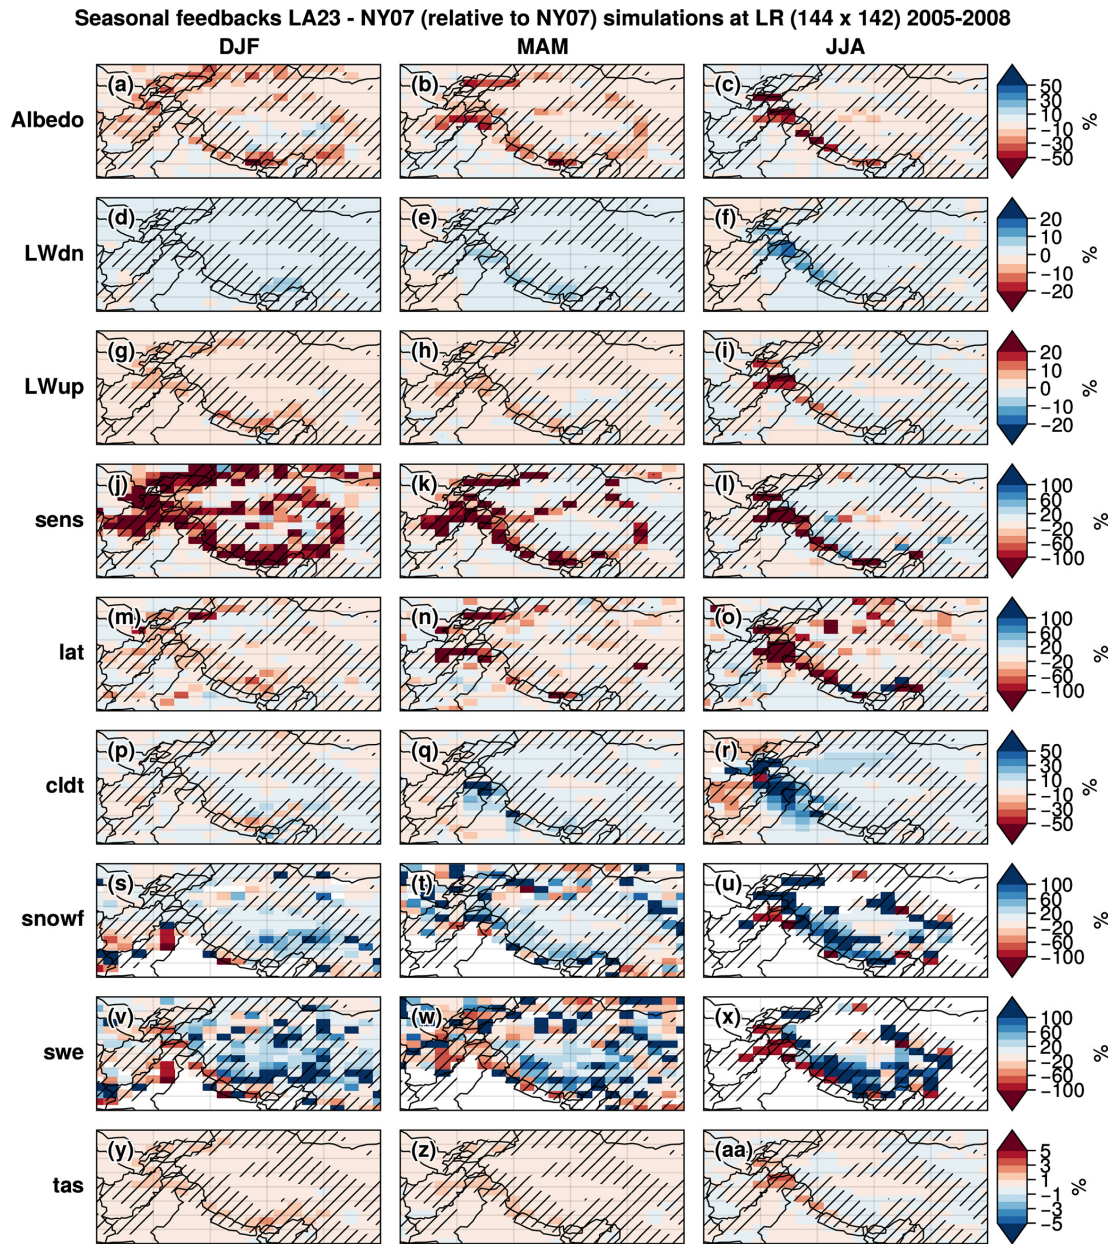 Seasonal feedbacks LA23 - NY07 (relative to NY07) simulations at LR (144 x 142) 2005-2008
DJF MAM JJA
Albedo (a) (b) (c) 50 30 10 −10 −30 −50 %
LWdn (d) (e) (f) 20 10 0 −10 −20 %
LWup (g) (h) (i) 20 10 0 −10 −20 %
sens (j) (k) (l) 100 60 20 −20 −60 −100 %
lat (m) (n) (o) 100 60 20 −20 −60 −100 %
cldt (p) (q) (r) 50 30 10 −10 −30 −50 %
snowf (s) (t) (u) 100 60 20 −20 −60 −100 %
swe (v) (w) (x) 100 60 20 −20 −60 −100 %
tas (y) (z) (aa) 5 3 1 −1 −3 −5 %